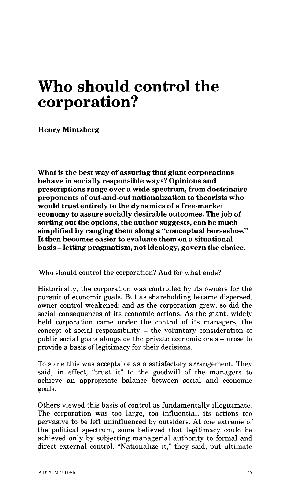 Who should control the
corporation?
Henry Mintzberg
What is the best way of assuring that giant corporations
behave in socially responsible ways? Opinions and
prescriptions range over a wide spectrum, from doctrinaire
proponents of outi-and-out nationalization to theorists who
would trust entirely to the dynamics of a free-market
economy to assure socially desirable outcomes. The job of
sorting out the options, the author suggests, can be much
simplified by ranging them along a "conceptual horseshoe."
It then becomes easier to evaluate them on a situational
basis – letting pragmatism, not ideology, govern the choice.
Who should control the corporation? And for what ends?
Historically, the corporation was controlled by its owners for the
pursuit of economic goals. But as shareholding became dispersed,
owner control weakened; and as the corporation grew, so did the
social consequences of its economic actions. As the giant, widely
held corporation came under the control of its managers, the
concept of social responsibility – the voluntary consideration of
public social goals alongside the private economic ones – arose to
provide a basis of legitimacy for their decisions.
To some this was acceptable as a satisfactory arrangement. They
said, in effect, "trust it" to the goodwill of the managers to
achieve an appropriate balance between social and economic
goals.
Others viewed this basis of control as fundamentally illegitimate.
The corporation was too large, too influential, its actions too
pervasive to be left uninfluenced by outsiders. At one extreme of
the political spectrum, some believed that legitimacy could be
achieved only by subjecting managerial authority to formal and
direct external control. "Nationalize it," they said, put ultimate